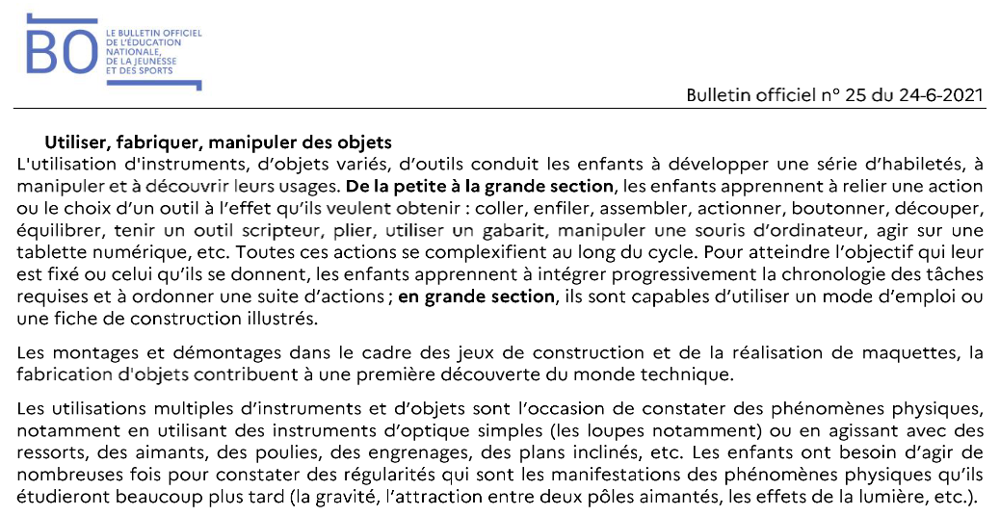 BO
LE BULLETIN OFFICIEL
DE L'ÉDUCATION
NATIONALE,
DE LA JEUNESSE
ET DES SPORTS
Bulletin officiel n° 25 du 24-6-2021
Utiliser, fabriquer, manipuler des objets
L'utilisation d'instruments, d'objets variés, d'outils conduit les enfants à développer une série d'habiletés, à
manipuler et à découvrir leurs usages. De la petite à la grande section, les enfants apprennent à relier une action
ou le choix d'un outil à l'effet qu'ils veulent obtenir : coller, enfiler, assembler, actionner, boutonner, découper,
équilibrer, tenir un outil scripteur, plier, utiliser un gabarit, manipuler une souris d'ordinateur, agir sur une
tablette numérique, etc. Toutes ces actions se complexifient au long du cycle. Pour atteindre l'objectif qui leur
est fixé ou celui qu'ils se donnent, les enfants apprennent à intégrer progressivement la chronologie des tâches
requises et à ordonner une suite d'actions ; en grande section, ils sont capables d'utiliser un mode d'emploi ou
une fiche de construction illustrés.
Les montages et démontages dans le cadre des jeux de construction et de la réalisation de maquettes, la
fabrication d'objets contribuent à une première découverte du monde technique.
Les utilisations multiples d'instruments et d'objets sont l'occasion de constater des phénomènes physiques,
notamment en utilisant des instruments d'optique simples (les loupes notamment) ou en agissant avec des
ressorts, des aimants, des poulies, des engrenages, des plans inclinés, etc. Les enfants ont besoin d'agir de
nombreuses fois pour constater des régularités qui sont les manifestations des phénomènes physiques qu'ils
étudieront beaucoup plus tard (la gravité, l'attraction entre deux pôles aimantés, les effets de la lumière, etc.).